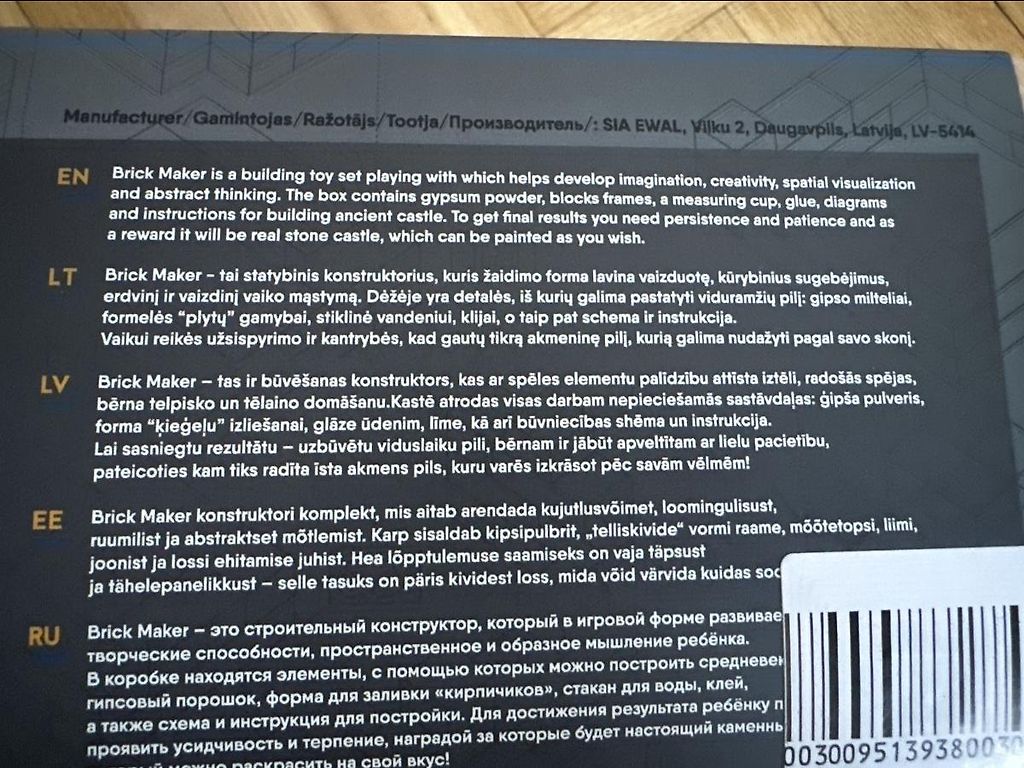 Manufacturer/Gamintojas/Ražotājs/Tootja/Производитель/: SIA EWAL, Viļku 2, Daugavpils, Latvija, LV-5414
EN Brick Maker is a building toy set playing with which helps develop imagination, creativity, spatial visualization
and abstract thinking. The box contains gypsum powder, blocks frames, a measuring cup, glue, diagrams
and instructions for building ancient castle. To get final results you need persistence and patience and as
a reward it will be real stone castle, which can be painted as you wish.
LT Brick Maker – tai statybinis konstruktorius, kuris žaidimo forma lavina vaizduotę, kūrybinius sugebėjimus,
erdvinį ir vaizdinį vaiko mąstymą. Dėžėje yra detalės, iš kurių galima pastatyti viduramžių pilį: gipso milteliai,
formelės “plytų” gamybai, stiklinė vandeniui, klijai, o taip pat schema ir instrukcija.
Vaikui reikės užsispyrimo ir kantrybės, kad gautų tikrą akmeninę pilį, kurią galima nudažyti pagal savo skonį.
LV Brick Maker – tas ir būvēšanas konstruktors, kas ar spēles elementu palīdzību attīsta iztēli, radošās spējas,
bērna telpisko un tēlaino domāšanu.Kastē atrodas visas darbam nepieciešamās sastāvdaļas: ģipša pulveris,
forma “ķieģeļu” izliešanai, glāze ūdenim, līme, kā arī būvniecības shēma un instrukcija.
Lai sasniegtu rezultātu – uzbūvētu viduslaiku pili, bērnam ir jābūt apveltītam ar lielu pacietību,
pateicoties kam tiks radīta īsta akmens pils, kuru varēs izkrāsot pēc savām vēlmēm!
EE Brick Maker konstruktori komplekt, mis aitab arendada kujutlusvõimet, loomingulisust,
ruumilist ja abstraktset mõtlemist. Karp sisaldab kipsipulbrit, „telliskivide“ vormi raame, mõõtetopsi, liimi,
joonist ja lossi ehitamise juhist. Hea lõpptulemuse saamiseks on vaja täpsust
ja tähelepanelikkust – selle tasuks on päris kividest loss, mida võid värvida kuidas soo
RU Brick Maker – это строительный конструктор, который в игровой форме развивае
творческие способности, пространственное и образное мышление ребёнка.
В коробке находятся элементы, с помощью которых можно построить средневек
гипсовый порошок, форма для заливки «кирпичиков», стакан для воды, клей,
а также схема и инструкция для постройки. Для достижения результата ребёнку п
проявить усидчивость и терпение, наградой за которые будет настоящий каменны
можно раскрасить на свой вкус!
0030095139380030